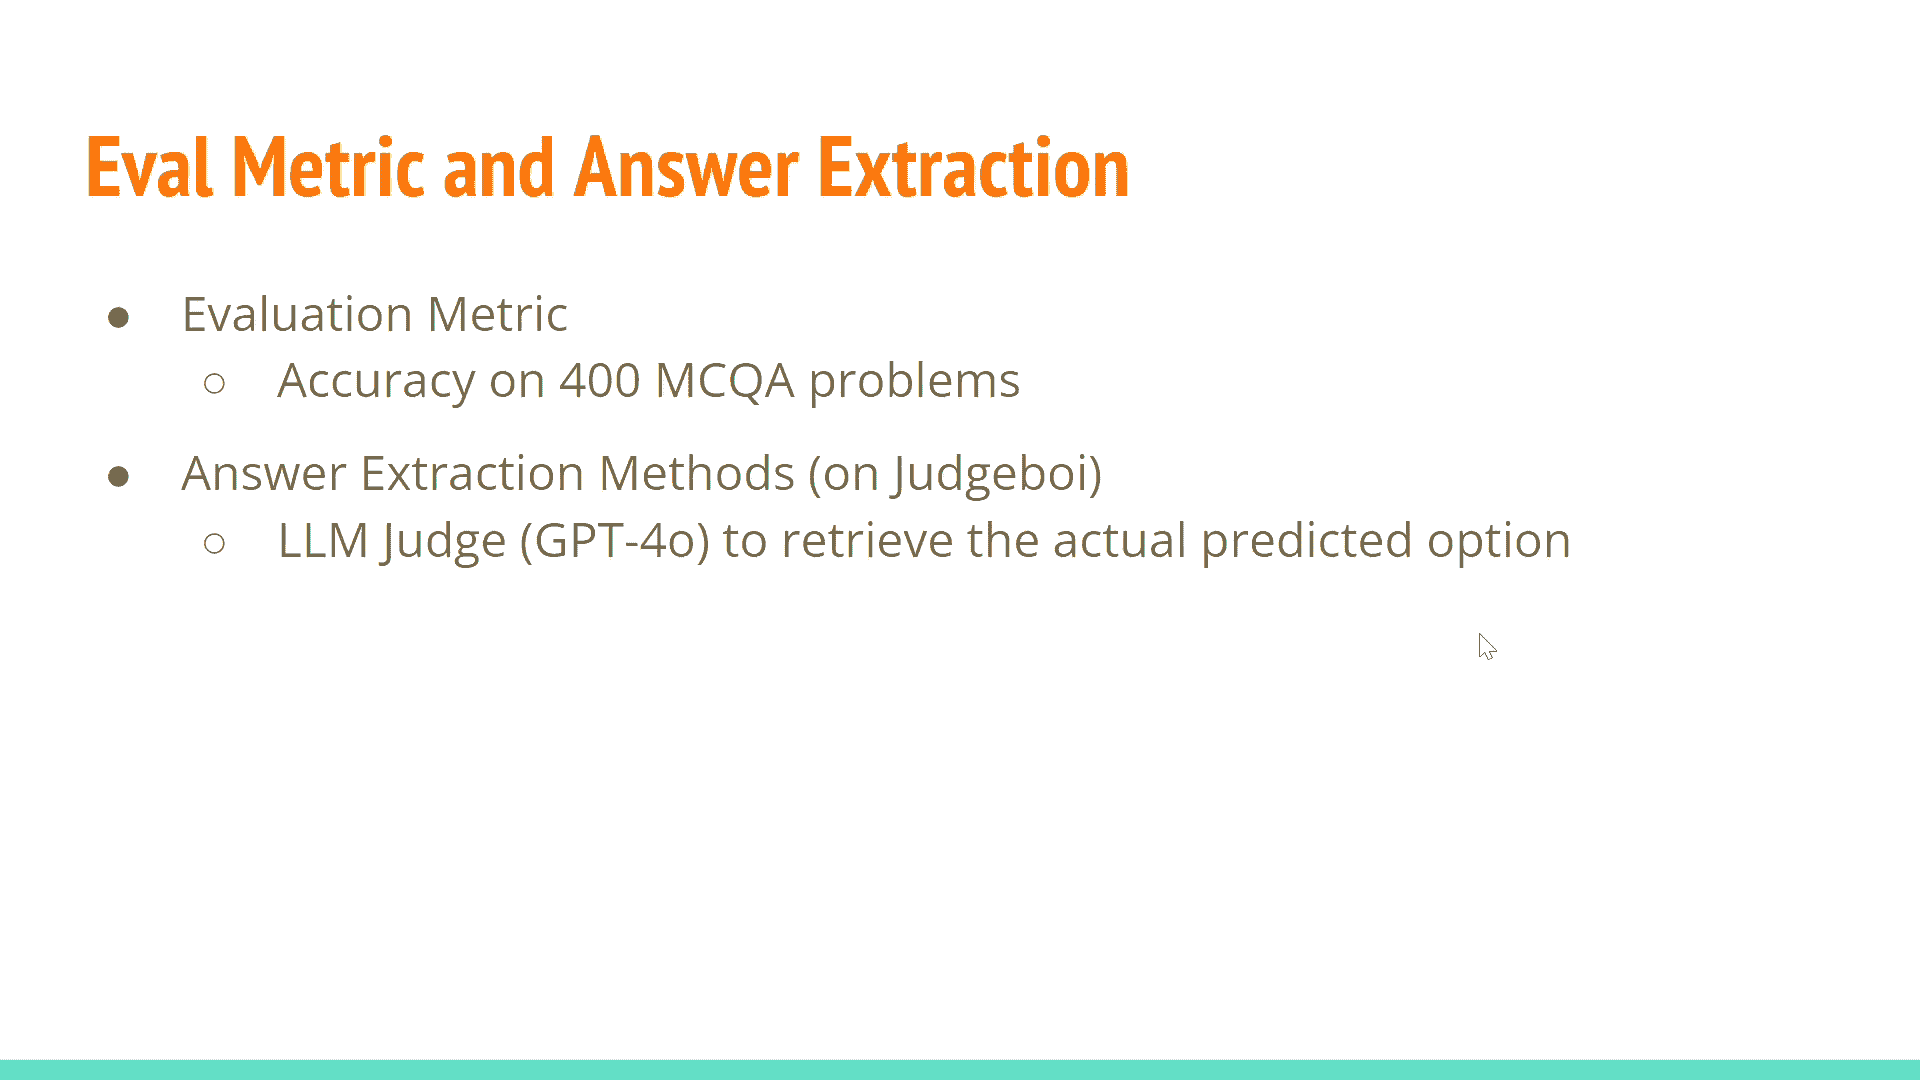 Eval Metric and Answer Extraction
● Evaluation Metric
○ Accuracy on 400 MCQA problems
● Answer Extraction Methods (on Judgeboi)
○ LLM Judge (GPT-4o) to retrieve the actual predicted option